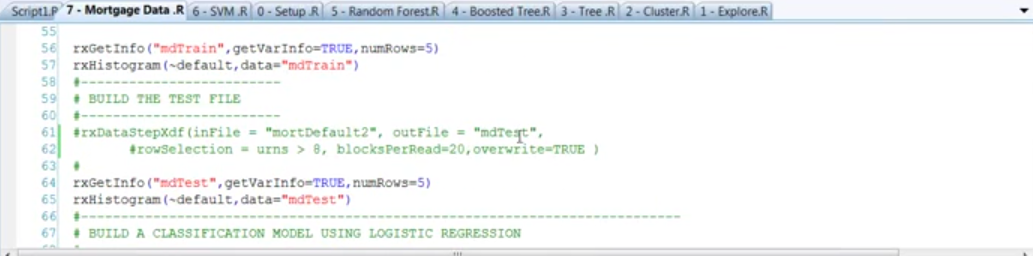 Script1.R 7 - Mortgage Data .R 6 - SVM .R 0 - Setup .R 5 - Random Forest.R 4 - Boosted Tree.R 3 - Tree .R 2 - Cluster.R 1 - Explore.R
55
56 rxGetInfo("mdTrain",getVarInfo=TRUE,numRows=5)
57 rxHistogram(~default,data="mdTrain")
58 #-------------------------
59 # BUILD THE TEST FILE
60 #-------------------------
61 #rxDataStepXdf(inFile = "mortDefault2", outFile = "mdTest",
62 #rowSelection = urns > 8, blocksPerRead=20,overwrite=TRUE )
63 #
64 rxGetInfo("mdTest",getVarInfo=TRUE,numRows=5)
65 rxHistogram(~default,data="mdTest")
66 #---------------------------------------------------------------------------
67 # BUILD A CLASSIFICATION MODEL USING LOGISTIC REGRESSION